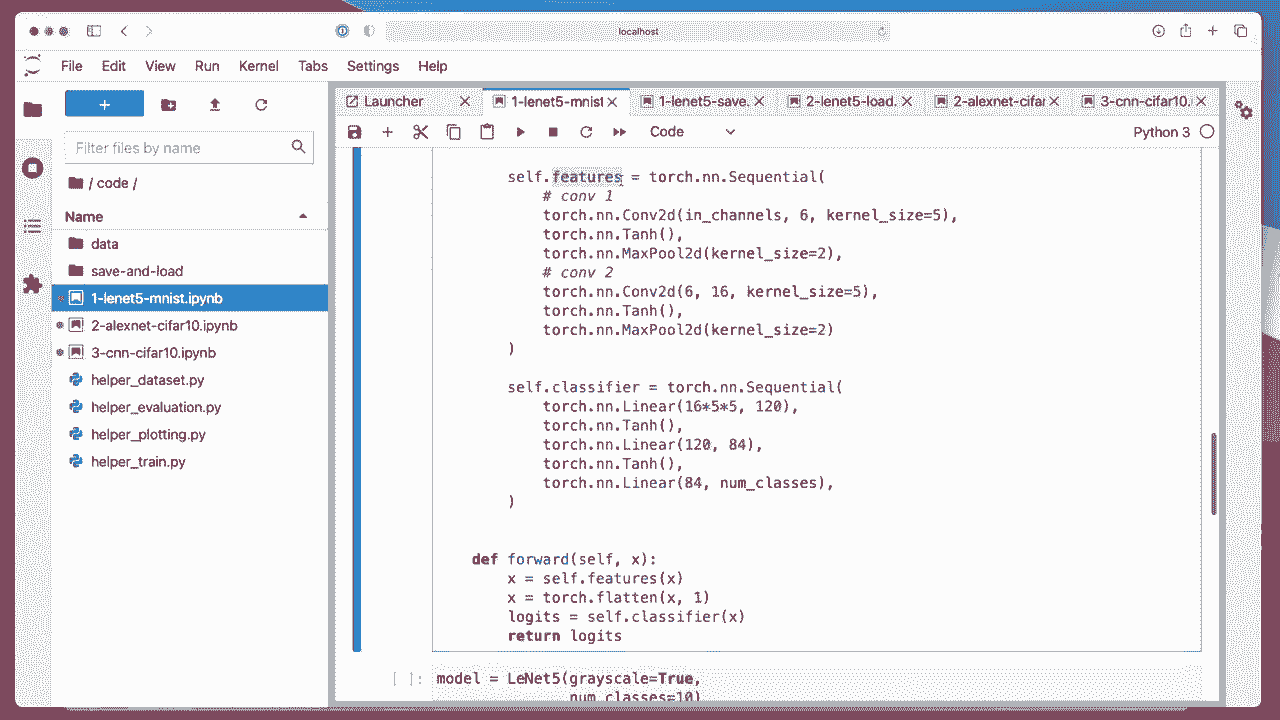 localhost
File Edit View Run Kernel Tabs Settings Help
+
Filter files by name
/ code /
Name
data
save-and-load
1-lenet5-mnist.ipynb
2-alexnet-cifar10.ipynb
3-cnn-cifar10.ipynb
helper_dataset.py
helper_evaluation.py
helper_plotting.py
helper_train.py
Launcher 1-lenet5-mnist 1-lenet5-save. 2-lenet5-load. 2-alexnet-cifar 3-cnn-cifar10.
Code Python 3
self.features = torch.nn.Sequential(
# conv 1
torch.nn.Conv2d(in_channels, 6, kernel_size=5),
torch.nn.Tanh(),
torch.nn.MaxPool2d(kernel_size=2),
# conv 2
torch.nn.Conv2d(6, 16, kernel_size=5),
torch.nn.Tanh(),
torch.nn.MaxPool2d(kernel_size=2)
)
self.classifier = torch.nn.Sequential(
torch.nn.Linear(16*5*5, 120),
torch.nn.Tanh(),
torch.nn.Linear(120, 84),
torch.nn.Tanh(),
torch.nn.Linear(84, num_classes),
)
def forward(self, x):
x = self.features(x)
x = torch.flatten(x, 1)
logits = self.classifier(x)
return logits
[ ]: model = LeNet5(grayscale=True,
num_classes=10)